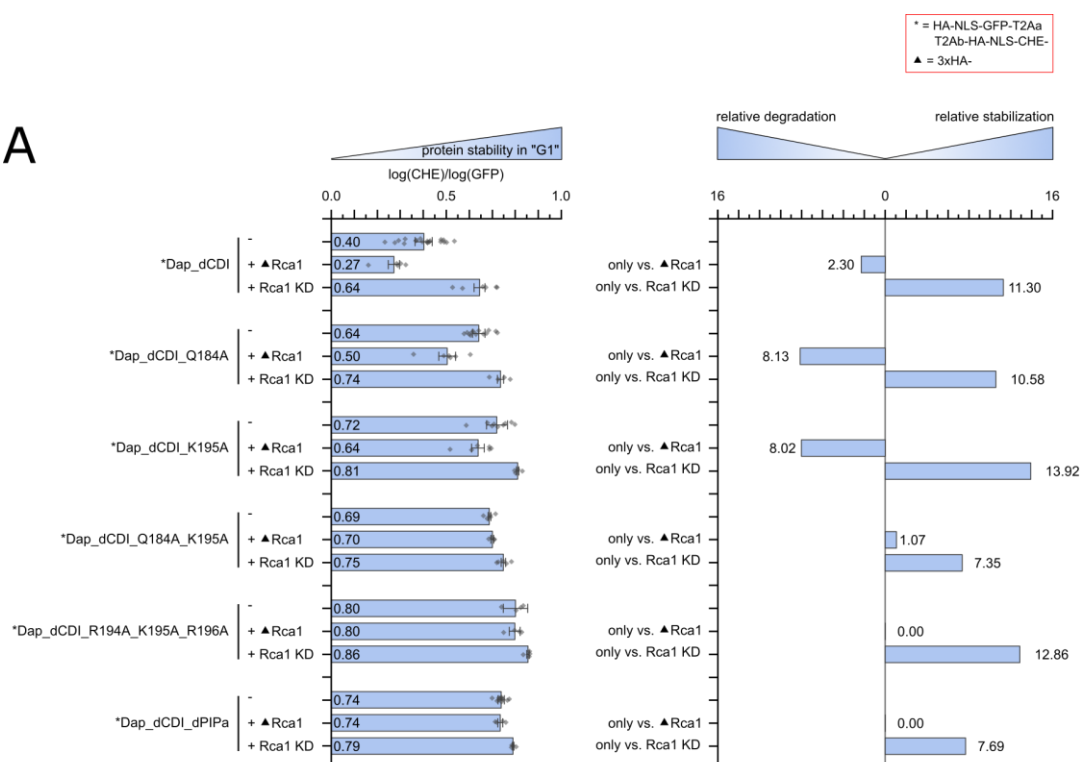 * = HA-NLS-GFP-T2Aa
T2Ab-HA-NLS-CHE-
▲ = 3xHA-
A
protein stability in "G1"
log(CHE)/log(GFP)
0.0 0.5 1.0
relative degradation relative stabilization
16 0 16
*Dap_dCDI
- 0.40
+ ▲Rca1 0.27
+ Rca1 KD 0.64
only vs. ▲Rca1 2.30
only vs. Rca1 KD 11.30
*Dap_dCDI_Q184A
- 0.64
+ ▲Rca1 0.50
+ Rca1 KD 0.74
only vs. ▲Rca1 8.13
only vs. Rca1 KD 10.58
*Dap_dCDI_K195A
- 0.72
+ ▲Rca1 0.64
+ Rca1 KD 0.81
only vs. ▲Rca1 8.02
only vs. Rca1 KD 13.92
*Dap_dCDI_Q184A_K195A
- 0.69
+ ▲Rca1 0.70
+ Rca1 KD 0.75
only vs. ▲Rca1 1.07
only vs. Rca1 KD 7.35
*Dap_dCDI_R194A_K195A_R196A
- 0.80
+ ▲Rca1 0.80
+ Rca1 KD 0.86
only vs. ▲Rca1 0.00
only vs. Rca1 KD 12.86
*Dap_dCDI_dPIPa
- 0.74
+ ▲Rca1 0.74
+ Rca1 KD 0.79
only vs. ▲Rca1 0.00
only vs. Rca1 KD 7.69